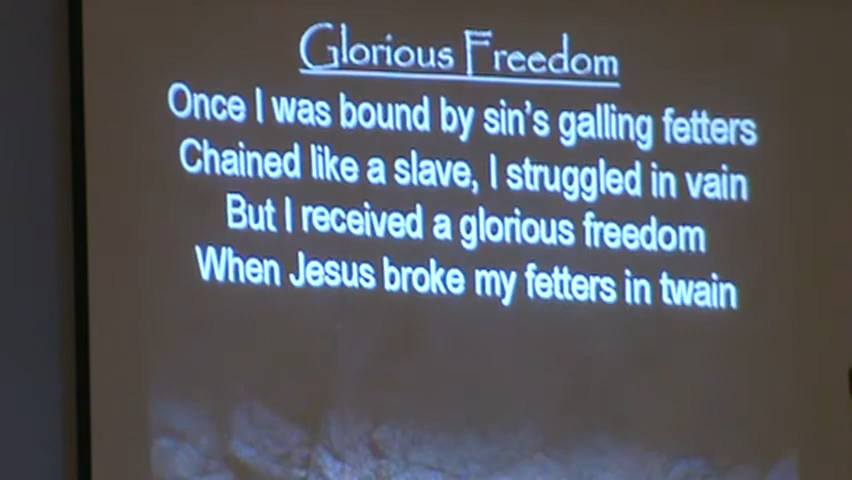 Glorious Freedom
Once I was bound by sin's galling fetters
Chained like a slave, I struggled in vain
But I received a glorious freedom
When Jesus broke my fetters in twain